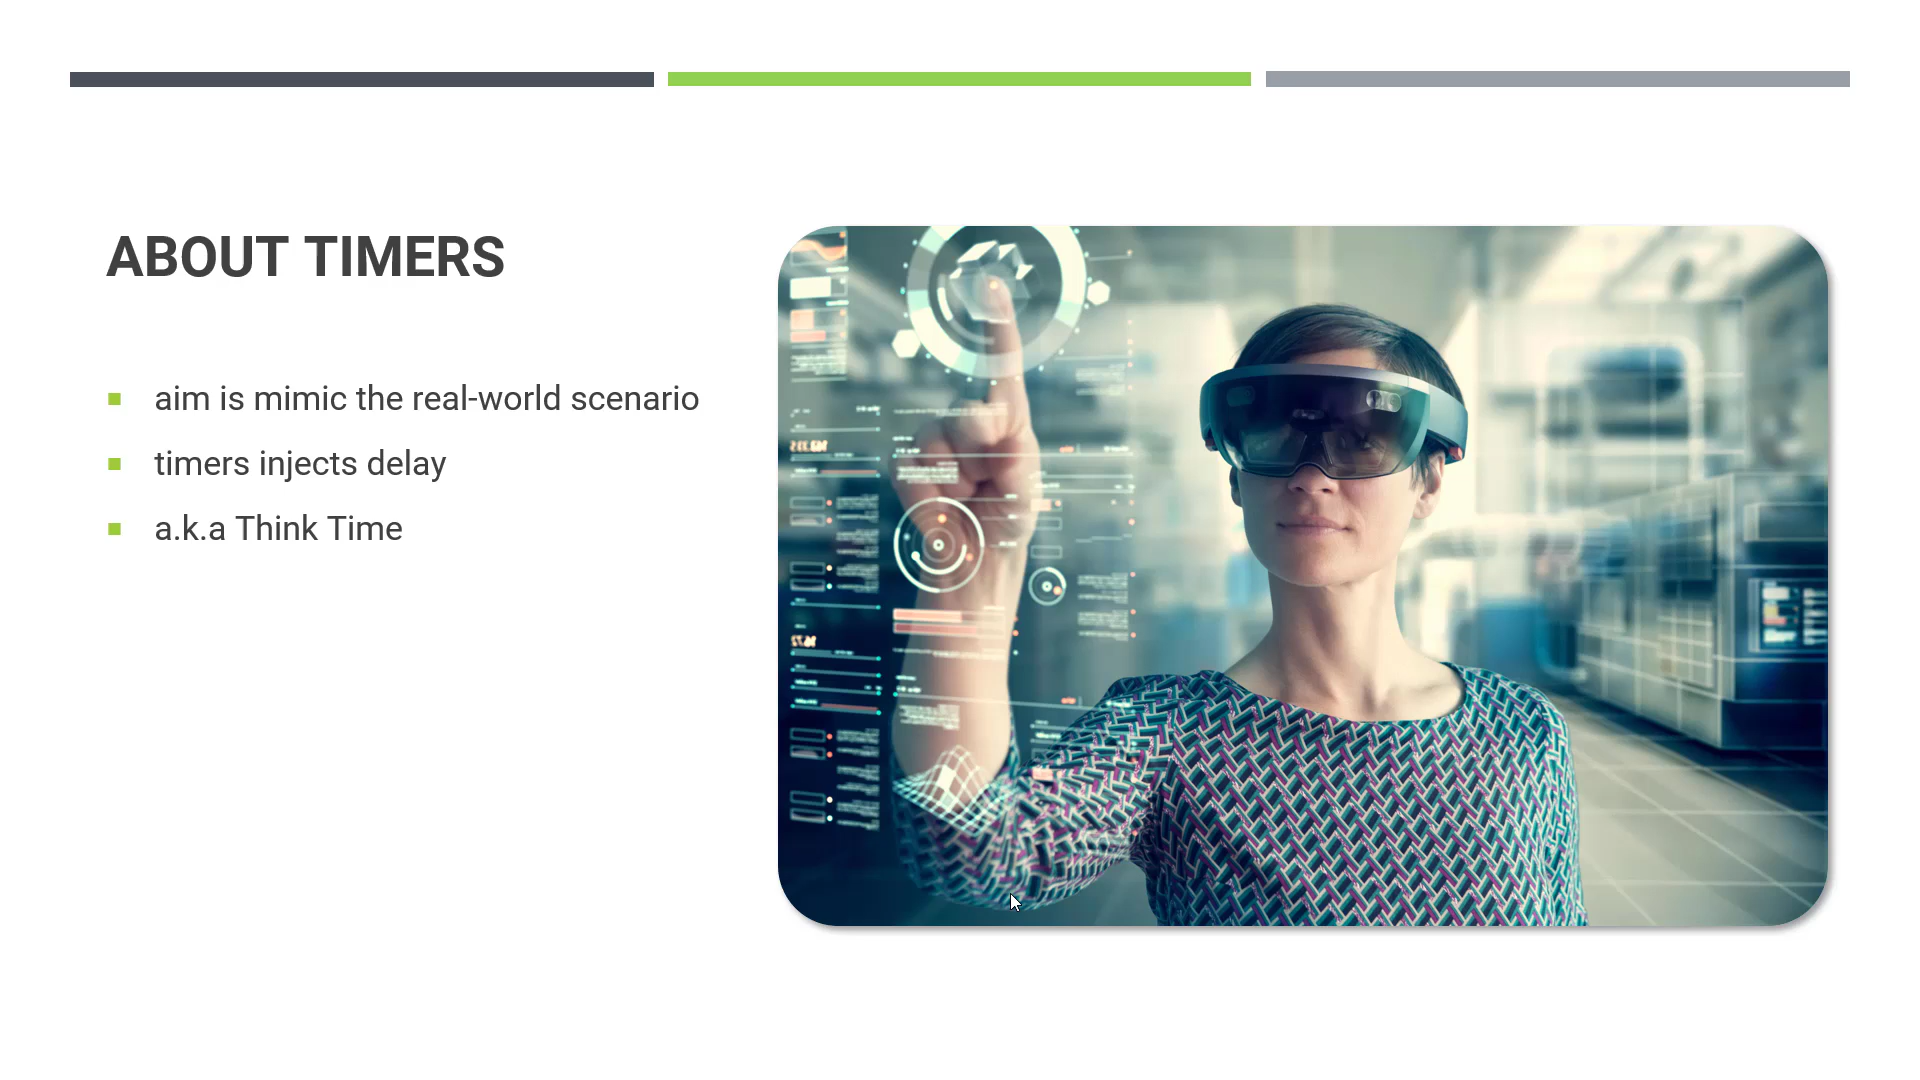 ABOUT TIMERS
aim is mimic the real-world scenario
timers injects delay
a.k.a Think Time